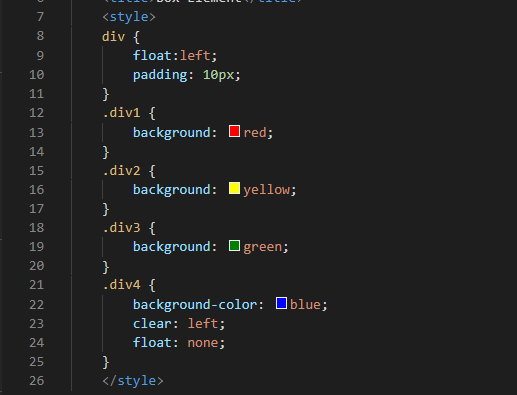 6 <title>Box Element</title>
7 <style>
8 div {
9 float:left;
10 padding: 10px;
11 }
12 .div1 {
13 background: red;
14 }
15 .div2 {
16 background: yellow;
17 }
18 .div3 {
19 background: green;
20 }
21 .div4 {
22 background-color: blue;
23 clear: left;
24 float: none;
25 }
26 </style>